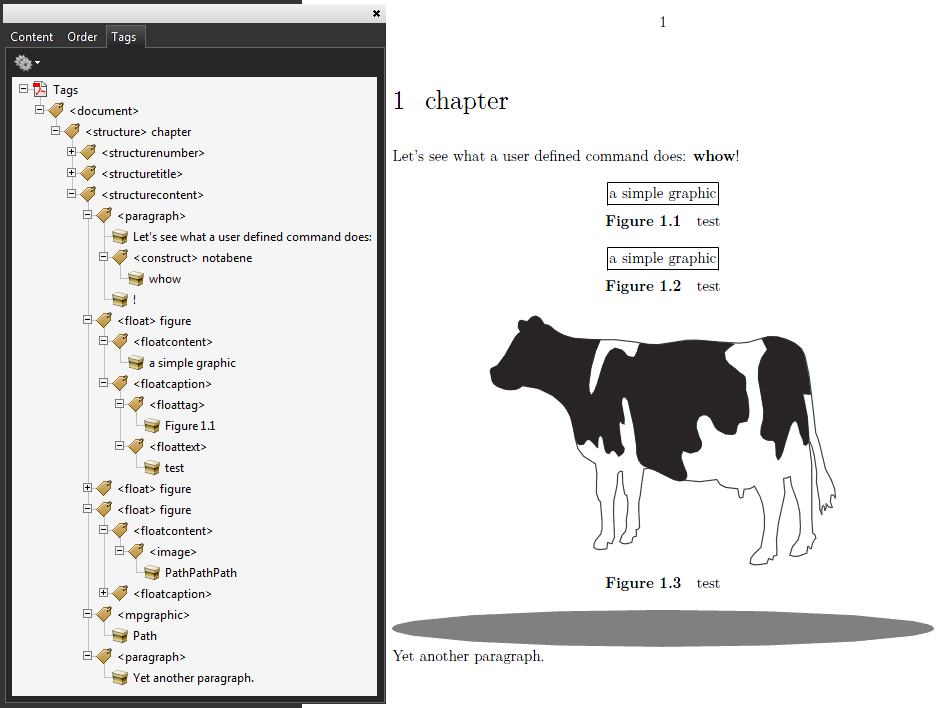 Content Order Tags
Tags
<document>
<structure> chapter
<structurenumber>
<structuretitle>
<structurecontent>
<paragraph>
Let's see what a user defined command does:
<construct> notabene
whow
!
<float> figure
<floatcontent>
a simple graphic
<floatcaption>
<floattag>
Figure 1.1
<floattext>
test
<float> figure
<float> figure
<floatcontent>
<image>
PathPathPath
<floatcaption>
<mpgraphic>
Path
<paragraph>
Yet another paragraph.
1
1 chapter
Let's see what a user defined command does: whow!
a simple graphic
Figure 1.1 test
a simple graphic
Figure 1.2 test
Figure 1.3 test
Yet another paragraph.